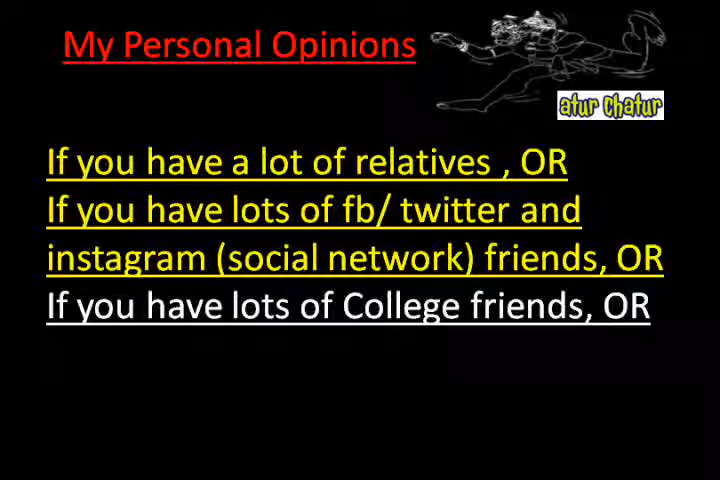 My Personal Opinions
atur chatur
If you have a lot of relatives , OR
If you have lots of fb/ twitter and
instagram (social network) friends, OR
If you have lots of College friends, OR